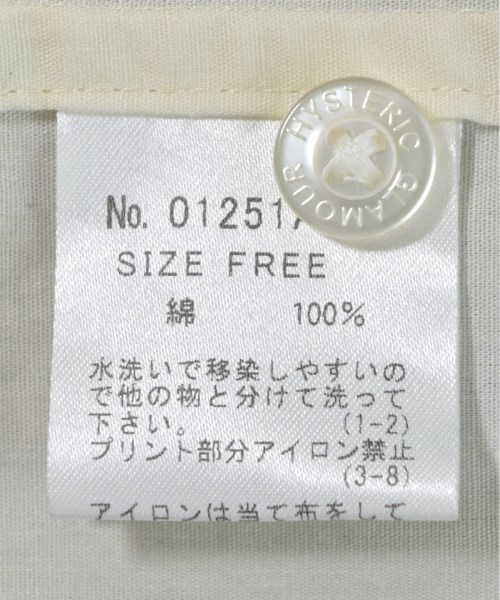 HYSTERIC GLAMOUR
No. 01251
SIZE FREE
綿 100%
水洗いで移染しやすいの
で他の物と分けて洗って
下さい。 (1-2)
プリント部分アイロン禁止
(3-8)
アイロンは当て布をして